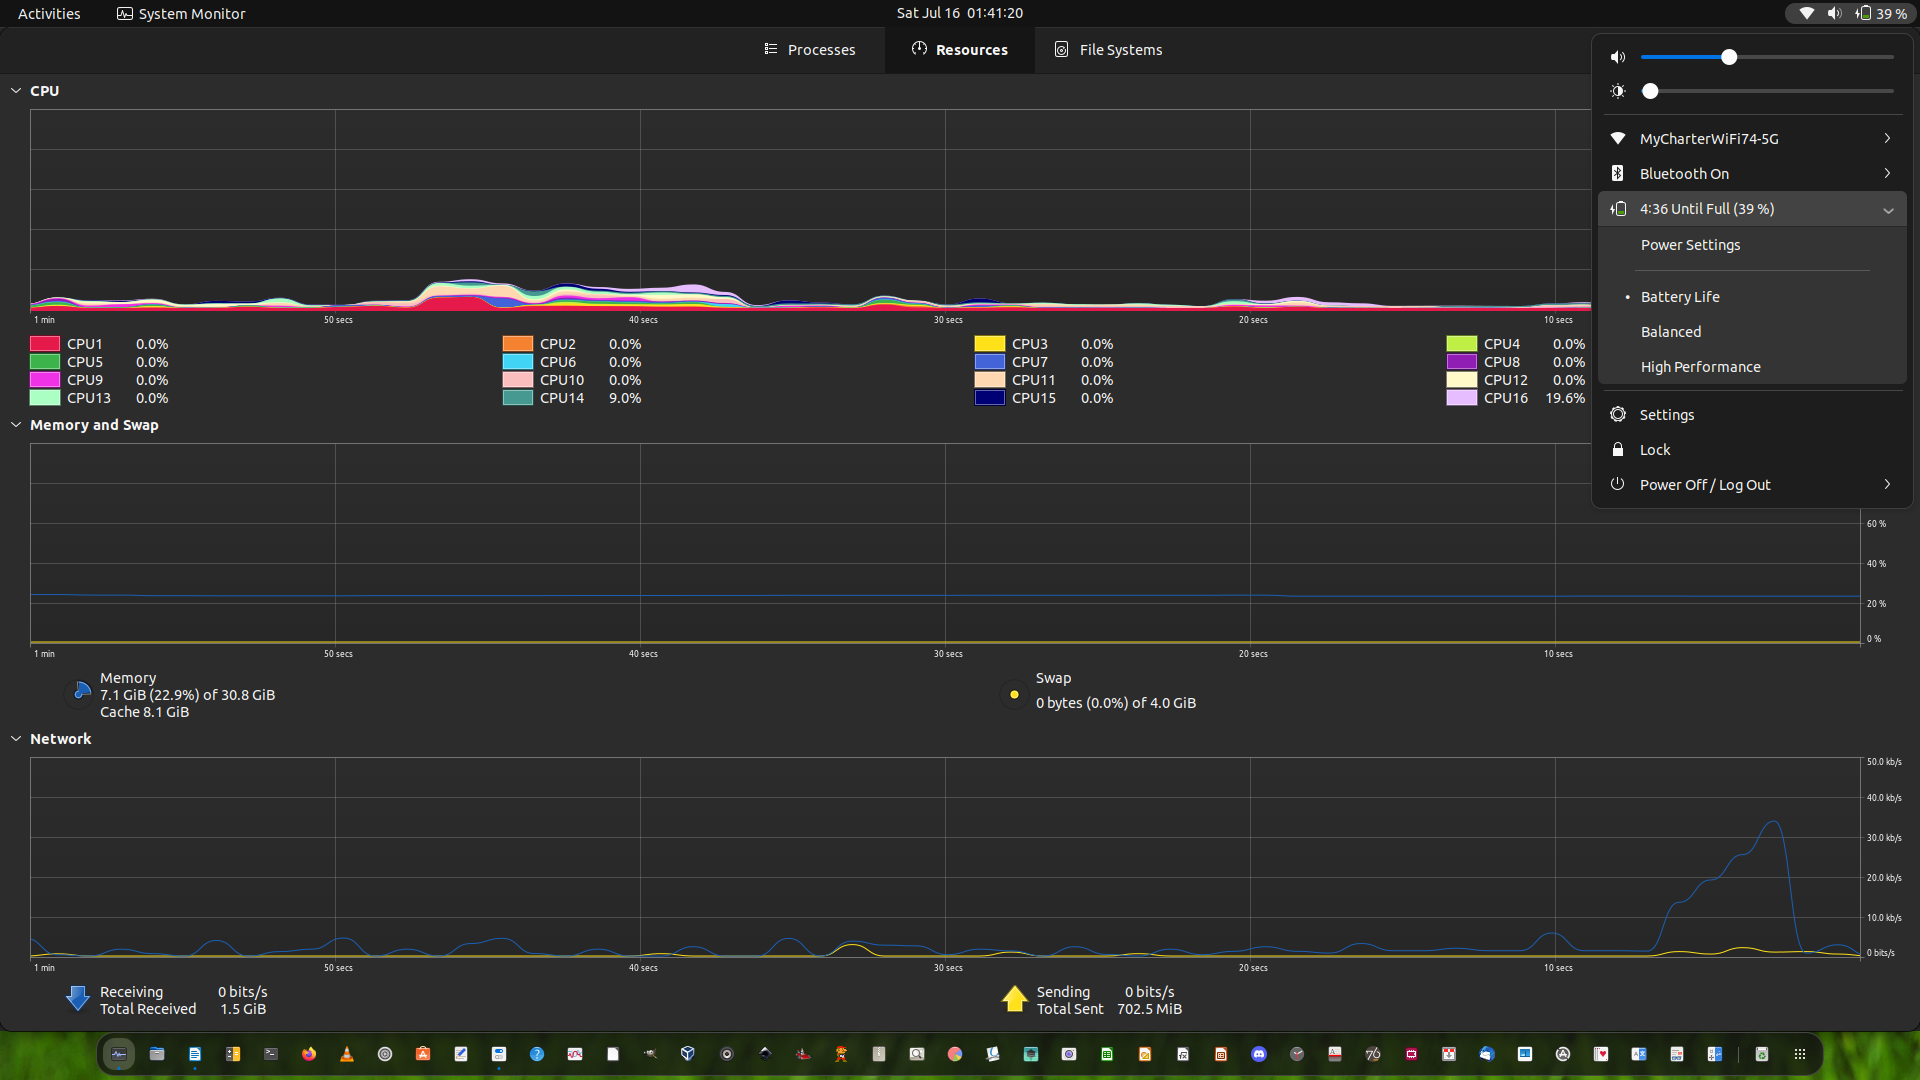 Activities System Monitor Sat Jul 16 01:41:20 39 %
Processes Resources File Systems
CPU
1 min 50 secs 40 secs 30 secs 20 secs 10 secs
CPU1 0.0% CPU2 0.0% CPU3 0.0% CPU4 0.0%
CPU5 0.0% CPU6 0.0% CPU7 0.0% CPU8 0.0%
CPU9 0.0% CPU10 0.0% CPU11 0.0% CPU12 0.0%
CPU13 0.0% CPU14 9.0% CPU15 0.0% CPU16 19.6%
MyCharterWiFi74-5G
Bluetooth On
4:36 Until Full (39 %)
Power Settings
• Battery Life
Balanced
High Performance
Settings
Lock
Power Off / Log Out
Memory and Swap
60 %
40 %
20 %
0 %
1 min 50 secs 40 secs 30 secs 20 secs 10 secs
Memory
7.1 GiB (22.9%) of 30.8 GiB
Cache 8.1 GiB
Swap
0 bytes (0.0%) of 4.0 GiB
Network
50.0 kb/s
40.0 kb/s
30.0 kb/s
20.0 kb/s
10.0 kb/s
0 bits/s
1 min 50 secs 40 secs 30 secs 20 secs 10 secs
Receiving 0 bits/s
Total Received 1.5 GiB
Sending 0 bits/s
Total Sent 702.5 MiB